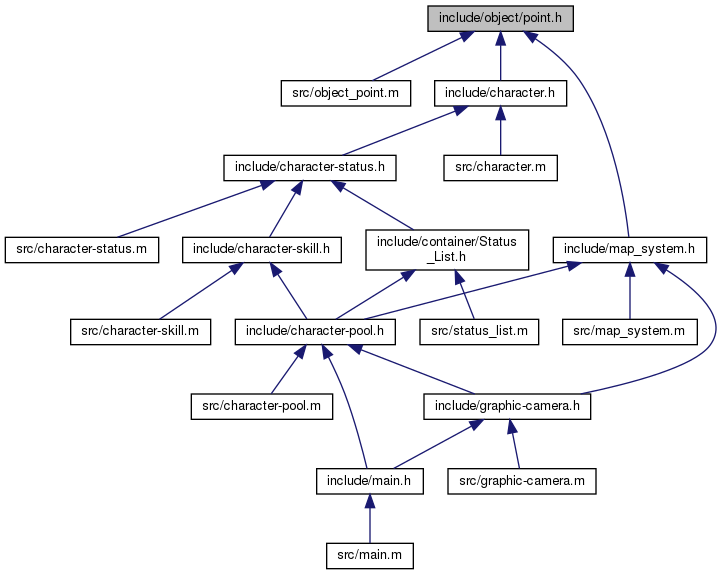 include/object/point.h
src/object_point.m
include/character.h
include/character-status.h
src/character.m
src/character-status.m
include/character-skill.h
include/container/Status
_List.h
include/map_system.h
src/character-skill.m
include/character-pool.h
src/status_list.m
src/map_system.m
src/character-pool.m
include/graphic-camera.h
include/main.h
src/graphic-camera.m
src/main.m